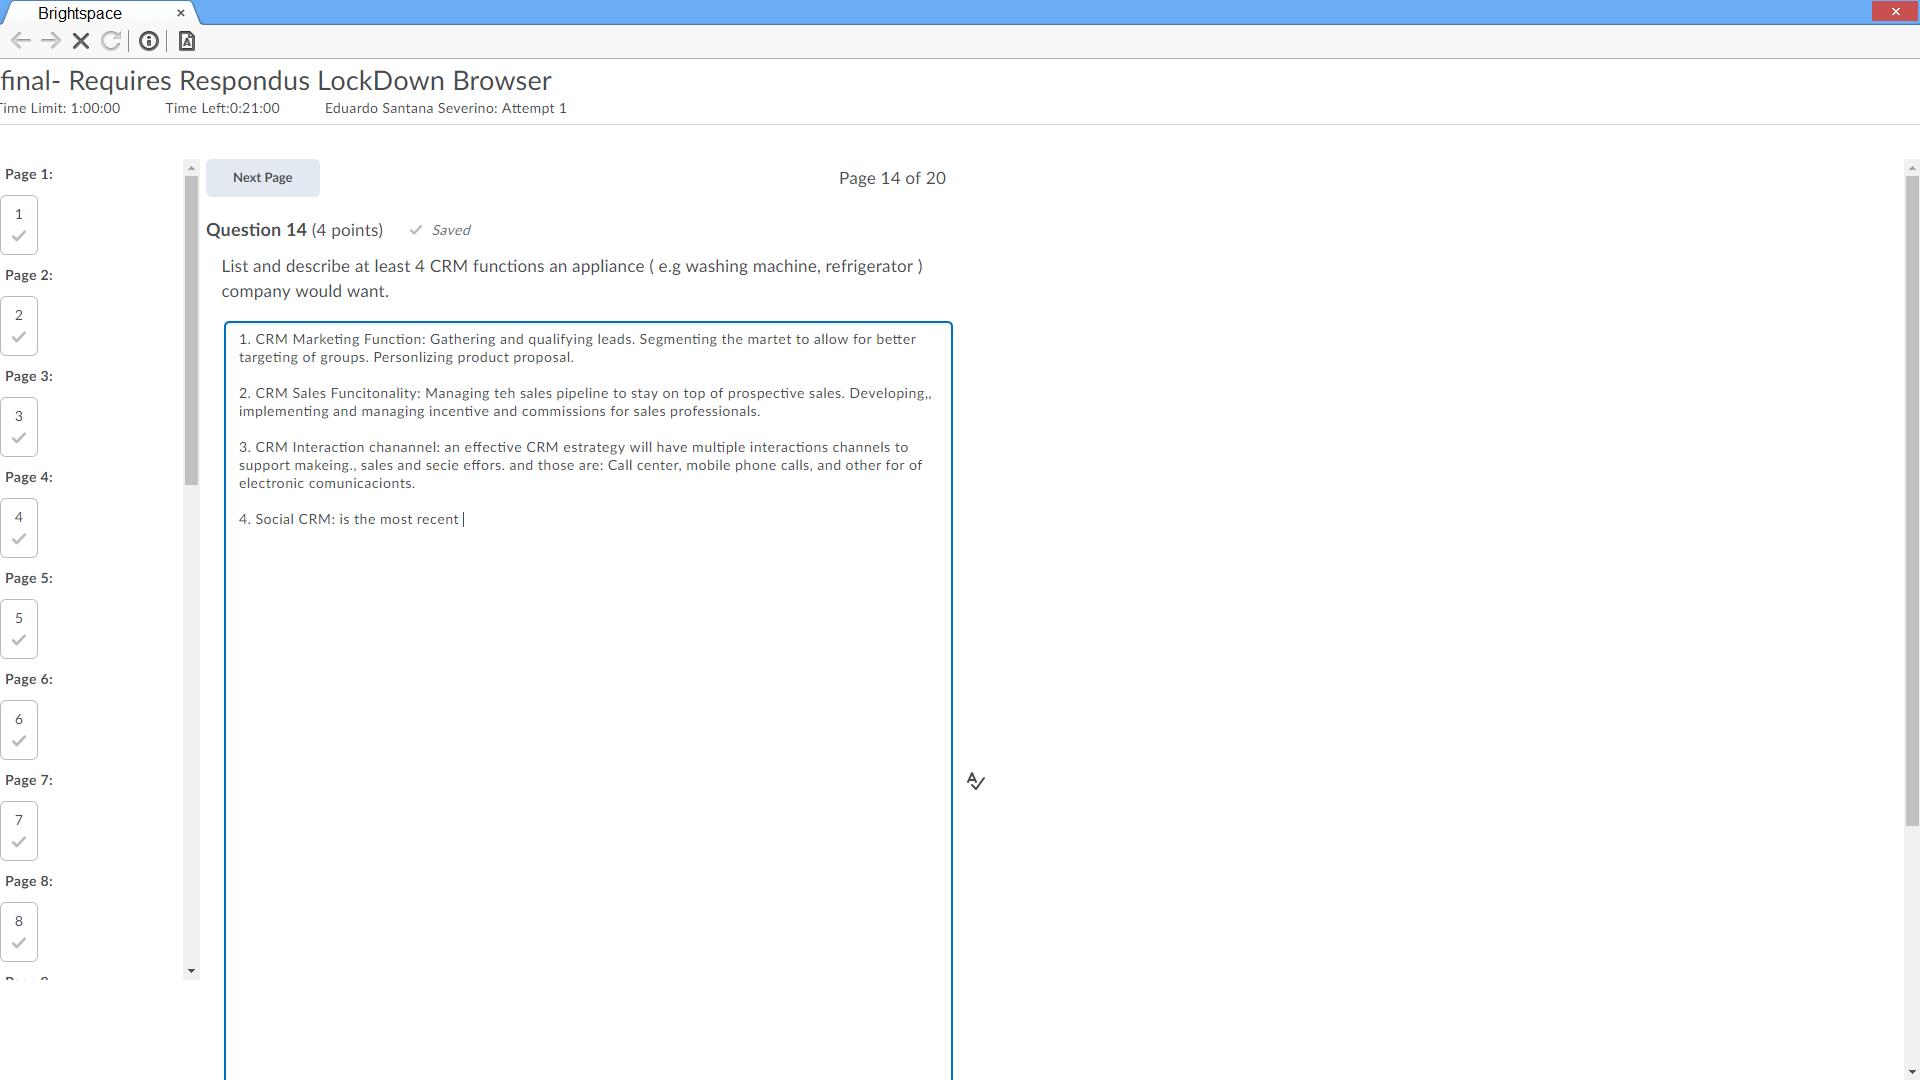 Brightspace
final- Requires Respondus LockDown Browser
Time Limit: 1:00:00 Time Left:0:21:00 Eduardo Santana Severino: Attempt 1
Page 1:
1
Page 2:
2
Page 3:
3
Page 4:
4
Page 5:
5
Page 6:
6
Page 7:
7
Page 8:
8
Next Page
Page 14 of 20
Question 14 (4 points) Saved
List and describe at least 4 CRM functions an appliance ( e.g washing machine, refrigerator )
company would want.
1. CRM Marketing Function: Gathering and qualifying leads. Segmenting the martet to allow for better
targeting of groups. Personlizing product proposal.
2. CRM Sales Funcitonality: Managing teh sales pipeline to stay on top of prospective sales. Developing,,
implementing and managing incentive and commissions for sales professionals.
3. CRM Interaction chanannel: an effective CRM estrategy will have multiple interactions channels to
support makeing., sales and secie effors. and those are: Call center, mobile phone calls, and other for of
electronic comunicacionts.
4. Social CRM: is the most recent